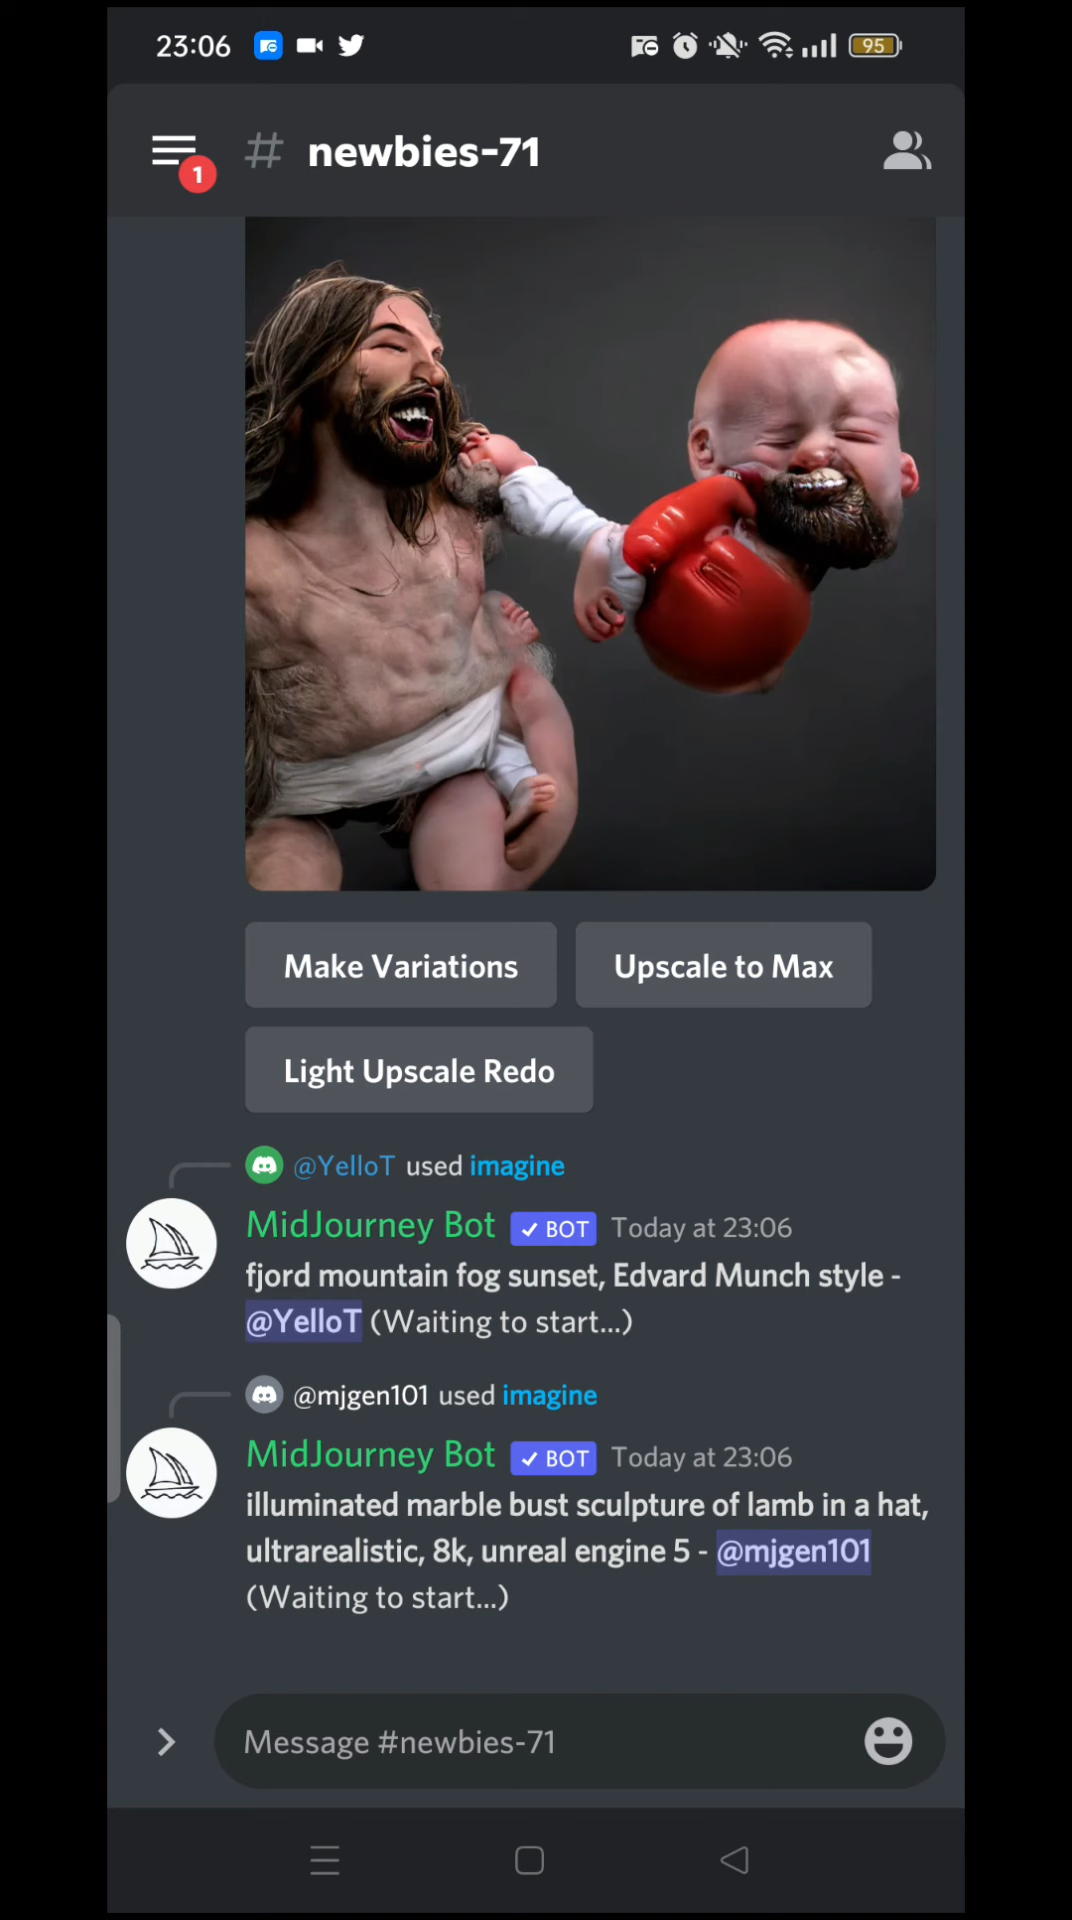 23:06 95
1
# newbies-71
Make Variations
Upscale to Max
Light Upscale Redo
@YelloT used imagine
MidJourney Bot ✓ BOT Today at 23:06
fjord mountain fog sunset, Edvard Munch style -
@YelloT (Waiting to start...)
@mjgen101 used imagine
MidJourney Bot ✓ BOT Today at 23:06
illuminated marble bust sculpture of lamb in a hat,
ultrarealistic, 8k, unreal engine 5 - @mjgen101
(Waiting to start...)
Message #newbies-71